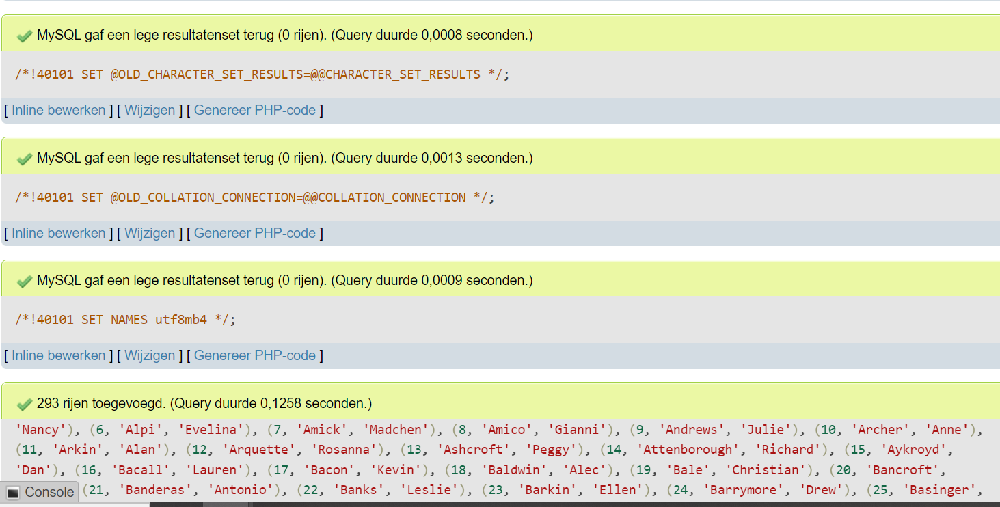 MySQL gaf een lege resultatenset terug (0 rijen). (Query duurde 0,0008 seconden.)
/*!40101 SET @OLD_CHARACTER_SET_RESULTS=@@CHARACTER_SET_RESULTS */;
[ Inline bewerken ] [ Wijzigen ] [ Genereer PHP-code ]
MySQL gaf een lege resultatenset terug (0 rijen). (Query duurde 0,0013 seconden.)
/*!40101 SET @OLD_COLLATION_CONNECTION=@@COLLATION_CONNECTION */;
[ Inline bewerken ] [ Wijzigen ] [ Genereer PHP-code ]
MySQL gaf een lege resultatenset terug (0 rijen). (Query duurde 0,0009 seconden.)
/*!40101 SET NAMES utf8mb4 */;
[ Inline bewerken ] [ Wijzigen ] [ Genereer PHP-code ]
293 rijen toegevoegd. (Query duurde 0,1258 seconden.)
'Nancy'), (6, 'Alpi', 'Evelina'), (7, 'Amick', 'Madchen'), (8, 'Amico', 'Gianni'), (9, 'Andrews', 'Julie'), (10, 'Archer', 'Anne'),
(11, 'Arkin', 'Alan'), (12, 'Arquette', 'Rosanna'), (13, 'Ashcroft', 'Peggy'), (14, 'Attenborough', 'Richard'), (15, 'Aykroyd',
'Dan'), (16, 'Bacall', 'Lauren'), (17, 'Bacon', 'Kevin'), (18, 'Baldwin', 'Alec'), (19, 'Bale', 'Christian'), (20, 'Bancroft',
Console (21, 'Banderas', 'Antonio'), (22, 'Banks', 'Leslie'), (23, 'Barkin', 'Ellen'), (24, 'Barrymore', 'Drew'), (25, 'Basinger',